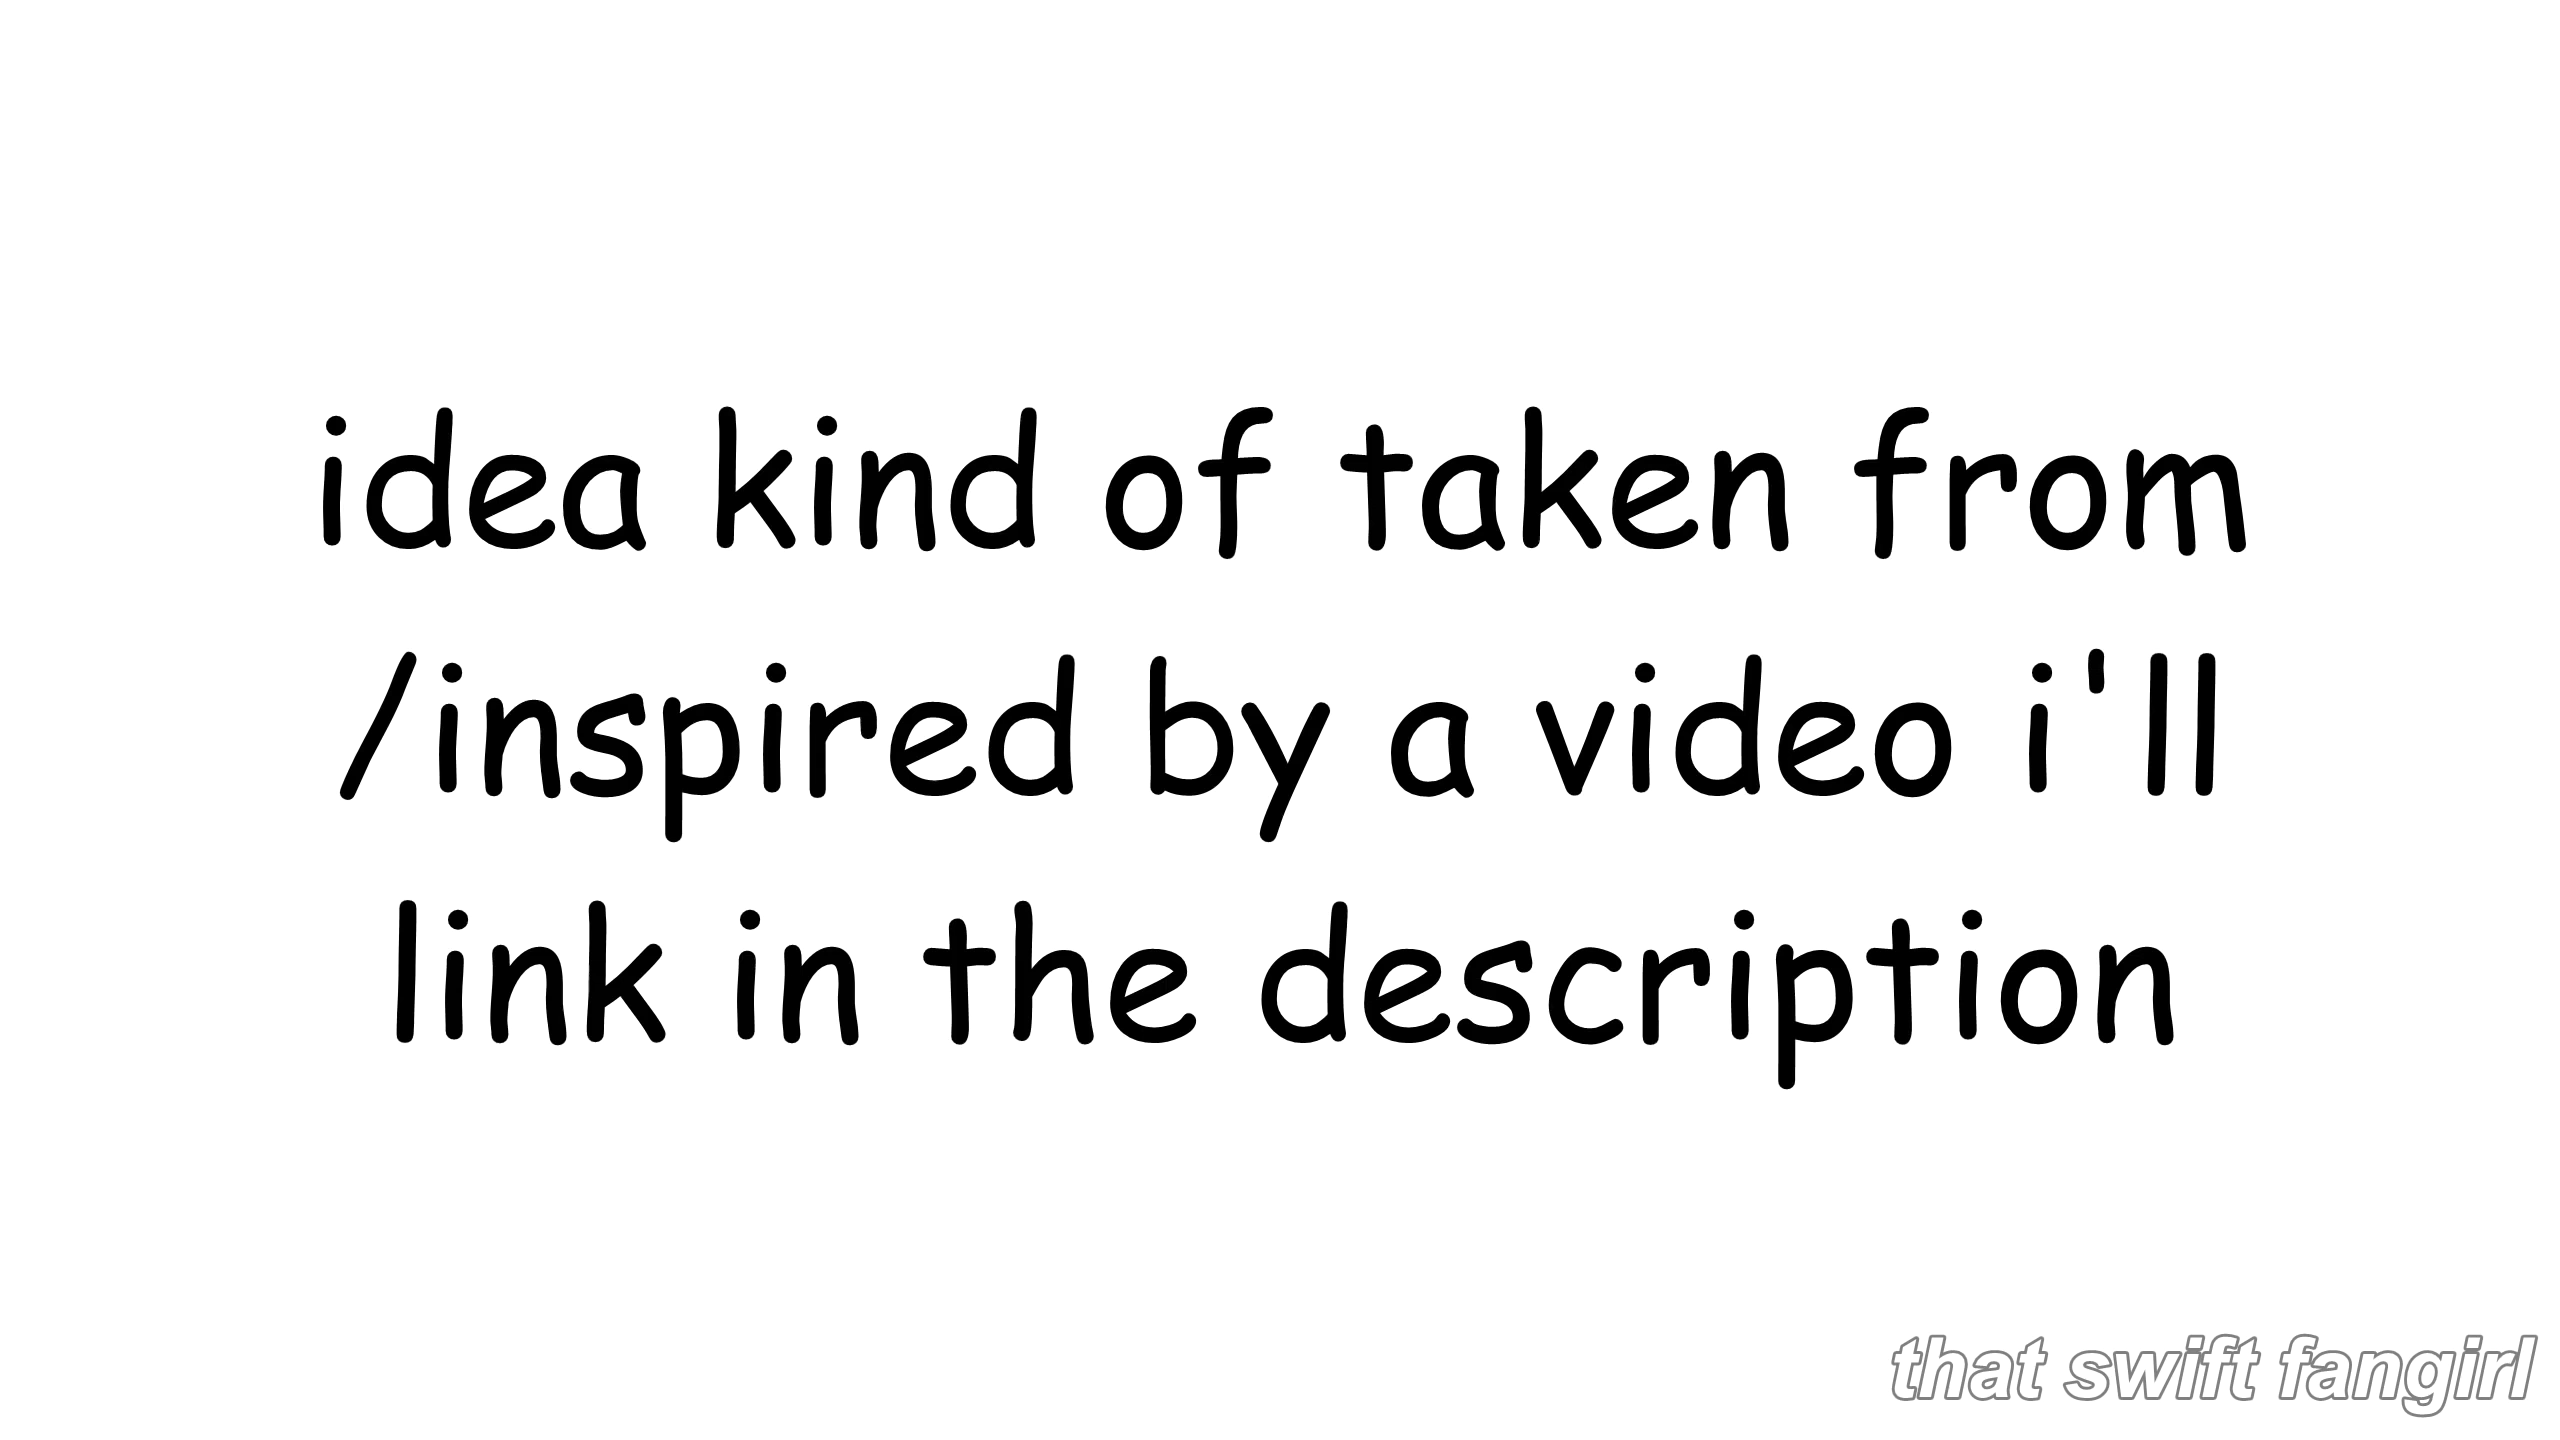 idea kind of taken from
/inspired by a video i'll
link in the description
that swift fangirl